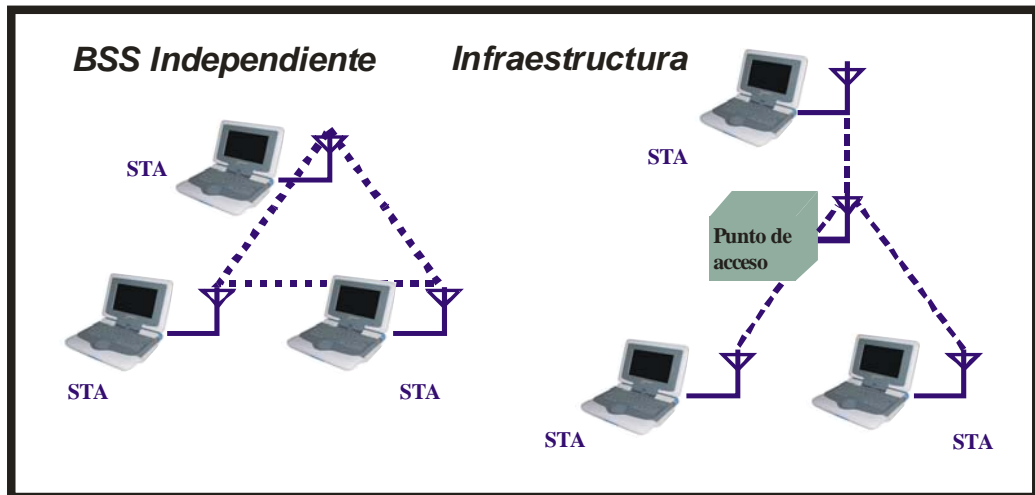 BSS Independiente
Infraestructura
STA
STA
STA
STA
Punto de
acceso
STA
STA